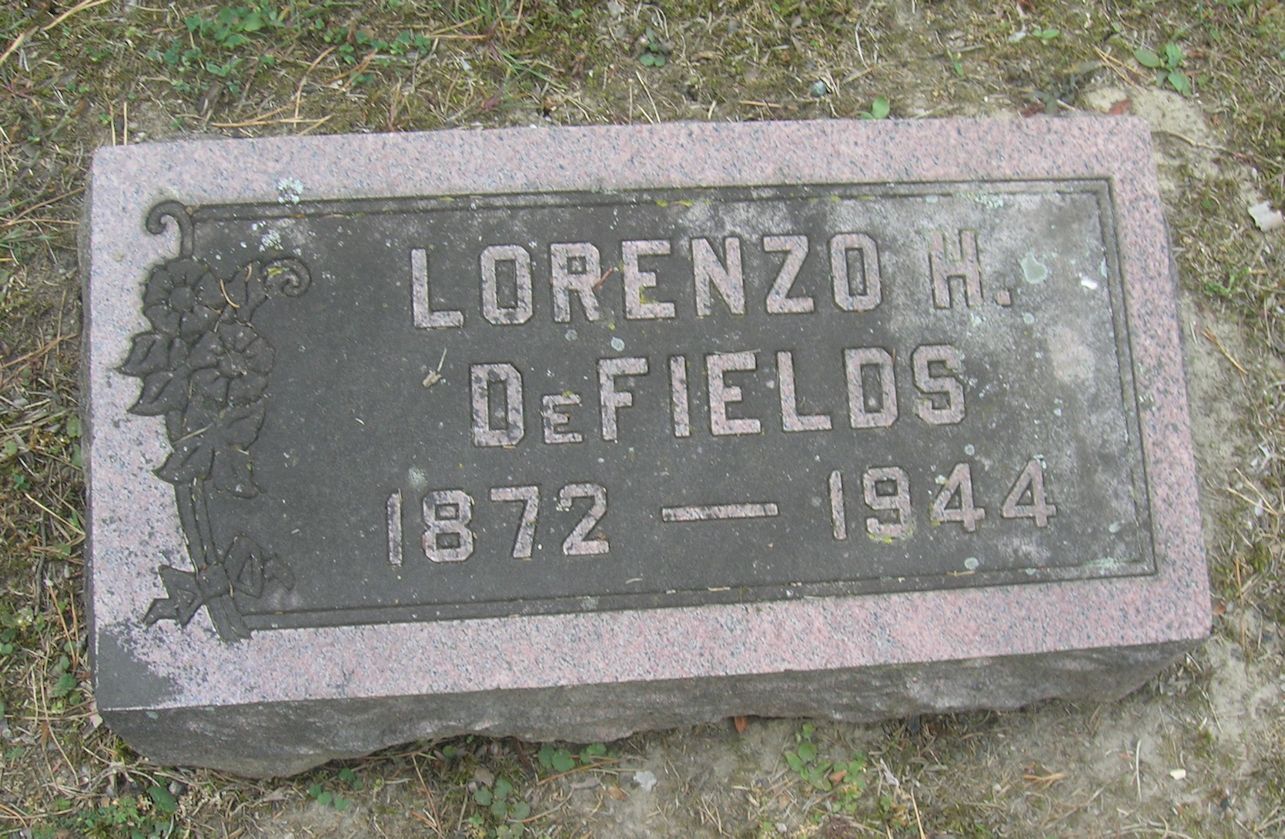 LORENZO H.
DeFIELDS
1872 — 1944